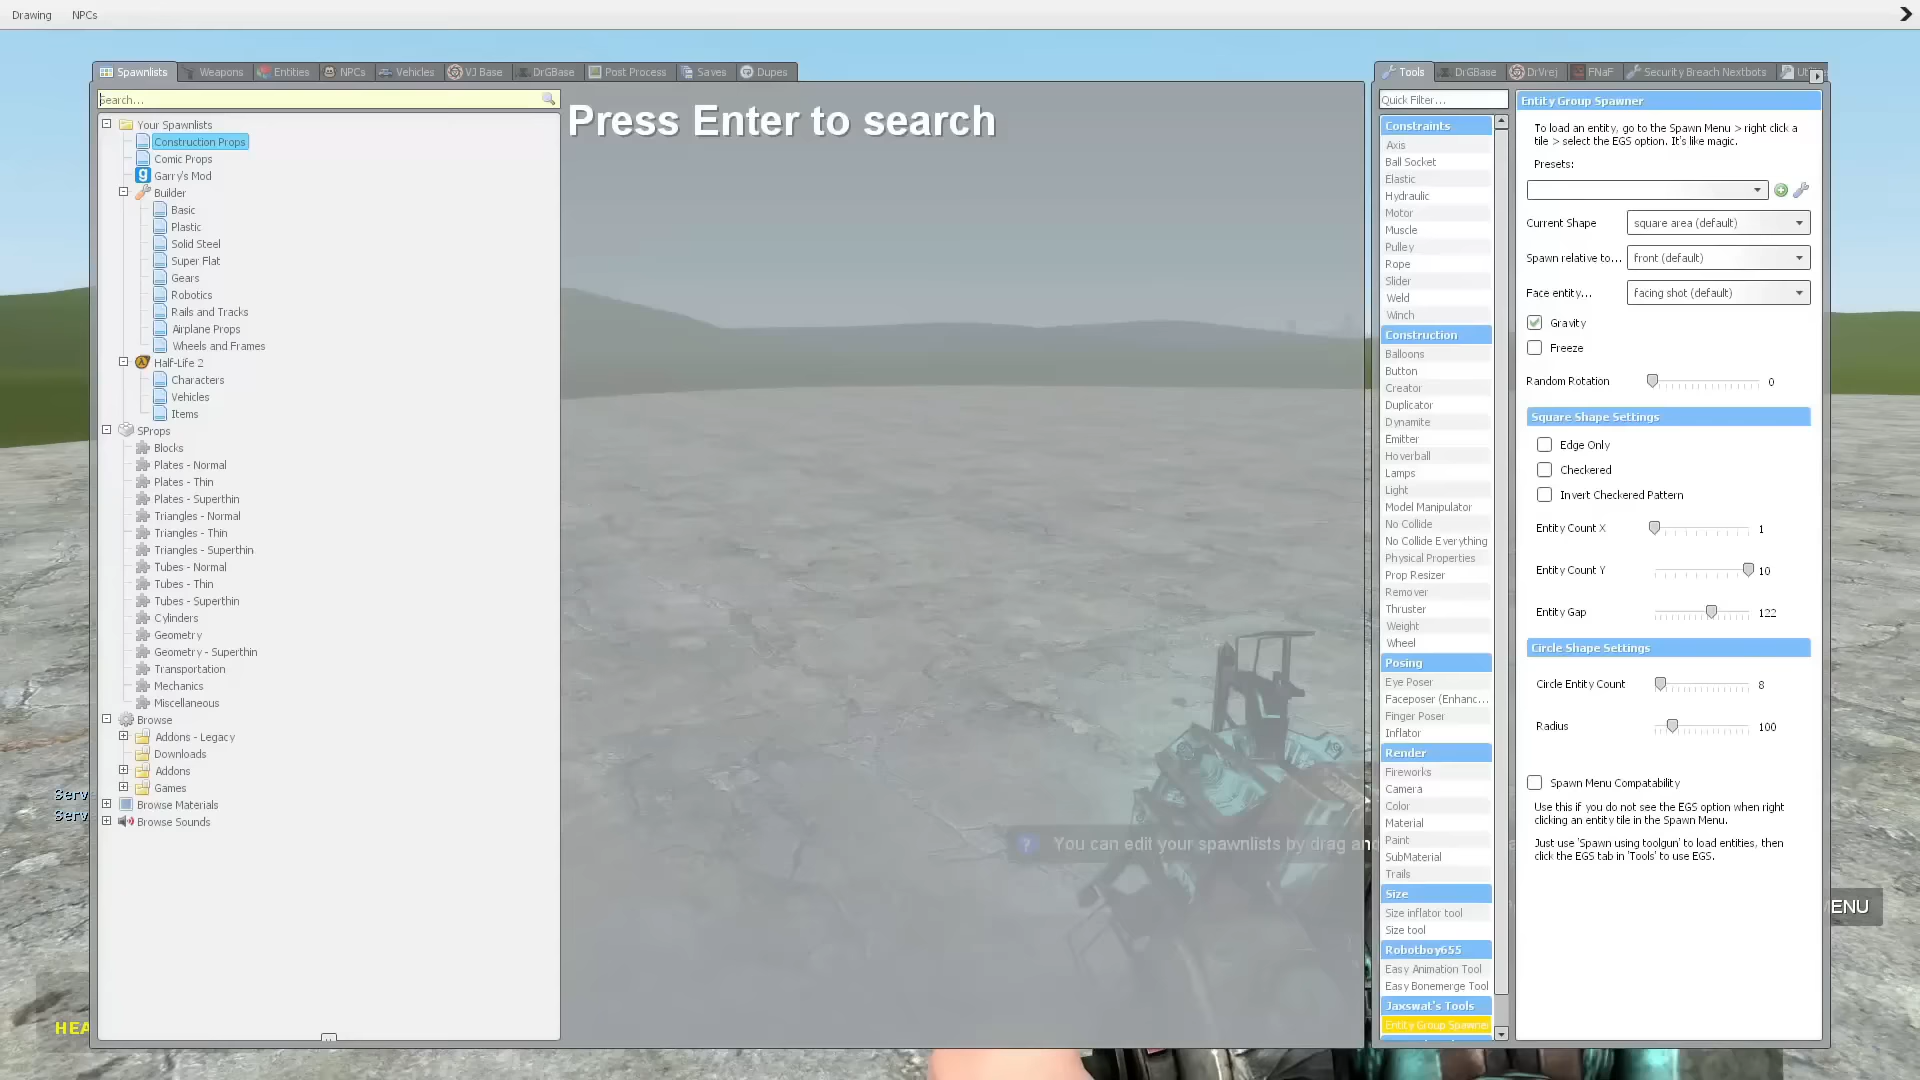 Drawing NPCs
Spawnlists Weapons Entities NPCs Vehicles VJ Base DrGBase Post Process Saves Dupes
Search...
Press Enter to search
Your Spawnlists
Construction Props
Comic Props
Garry's Mod
Builder
Basic
Plastic
Solid Steel
Super Flat
Gears
Robotics
Rails and Tracks
Airplane Props
Wheels and Frames
Half-Life 2
Characters
Vehicles
Items
SProps
Blocks
Plates - Normal
Plates - Thin
Plates - Superthin
Triangles - Normal
Triangles - Thin
Triangles - Superthin
Tubes - Normal
Tubes - Thin
Tubes - Superthin
Cylinders
Geometry
Geometry - Superthin
Transportation
Mechanics
Miscellaneous
Browse
Addons - Legacy
Downloads
Addons
Games
Browse Materials
Browse Sounds
Serv
Serv
HEA
You can edit your spawnlists by drag an
Tools DrGBase DrVrej FNaF Security Breach Nextbots
Quick Filter...
Constraints
Axis
Ball Socket
Elastic
Hydraulic
Motor
Muscle
Pulley
Rope
Slider
Weld
Winch
Construction
Balloons
Button
Creator
Duplicator
Dynamite
Emitter
Hoverball
Lamps
Light
Model Manipulator
No Collide
No Collide Everything
Physical Properties
Prop Resizer
Remover
Thruster
Weight
Wheel
Posing
Eye Poser
Faceposer (Enhanc...
Finger Poser
Inflator
Render
Fireworks
Camera
Color
Material
Paint
SubMaterial
Trails
Size
Size inflator tool
Size tool
Robotboy655
Easy Animation Tool
Easy Bonemerge Tool
Jaxswat's Tools
Entity Group Spawner
Entity Group Spawner
To load an entity, go to the Spawn Menu > right click a
tile > select the EGS option. It's like magic.
Presets:
Current Shape square area (default)
Spawn relative to... front (default)
Face entity... facing shot (default)
Gravity
Freeze
Random Rotation 0
Square Shape Settings
Edge Only
Checkered
Invert Checkered Pattern
Entity Count X 1
Entity Count Y 10
Entity Gap 122
Circle Shape Settings
Circle Entity Count 8
Radius 100
Spawn Menu Compatability
Use this if you do not see the EGS option when right
clicking an entity tile in the Spawn Menu.
Just use 'Spawn using toolgun' to load entities, then
click the EGS tab in 'Tools' to use EGS.
ENU